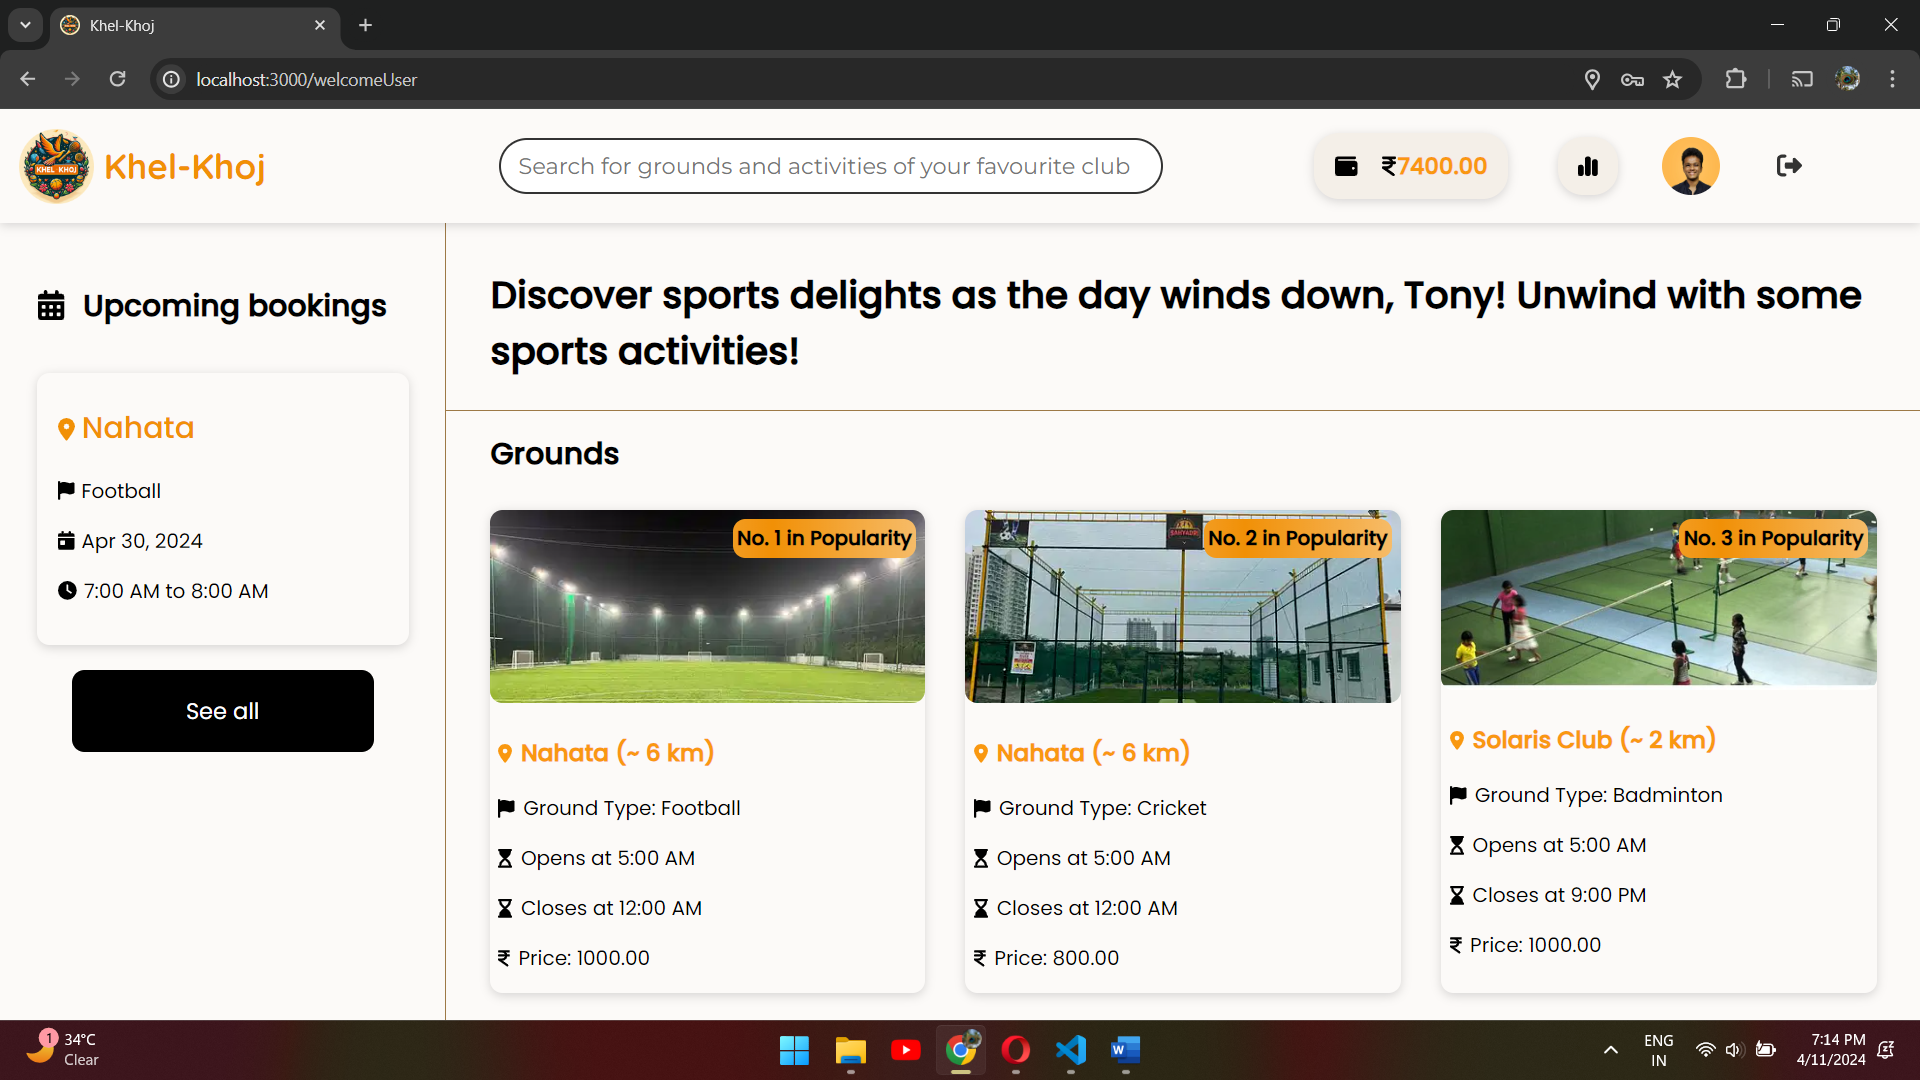 Khel-Khoj
localhost:3000/welcomeUser
KHEL KHOJ
Khel-Khoj
Search for grounds and activities of your favourite club
₹7400.00
Upcoming bookings
Nahata
Football
Apr 30, 2024
7:00 AM to 8:00 AM
See all
Discover sports delights as the day winds down, Tony! Unwind with some
sports activities!
Grounds
No. 1 in Popularity
Nahata (~ 6 km)
Ground Type: Football
Opens at 5:00 AM
Closes at 12:00 AM
₹ Price: 1000.00
No. 2 in Popularity
Nahata (~ 6 km)
Ground Type: Cricket
Opens at 5:00 AM
Closes at 12:00 AM
₹ Price: 800.00
No. 3 in Popularity
Solaris Club (~ 2 km)
Ground Type: Badminton
Opens at 5:00 AM
Closes at 9:00 PM
₹ Price: 1000.00
1
34°C
Clear
W
ENG
IN
7:14 PM
4/11/2024